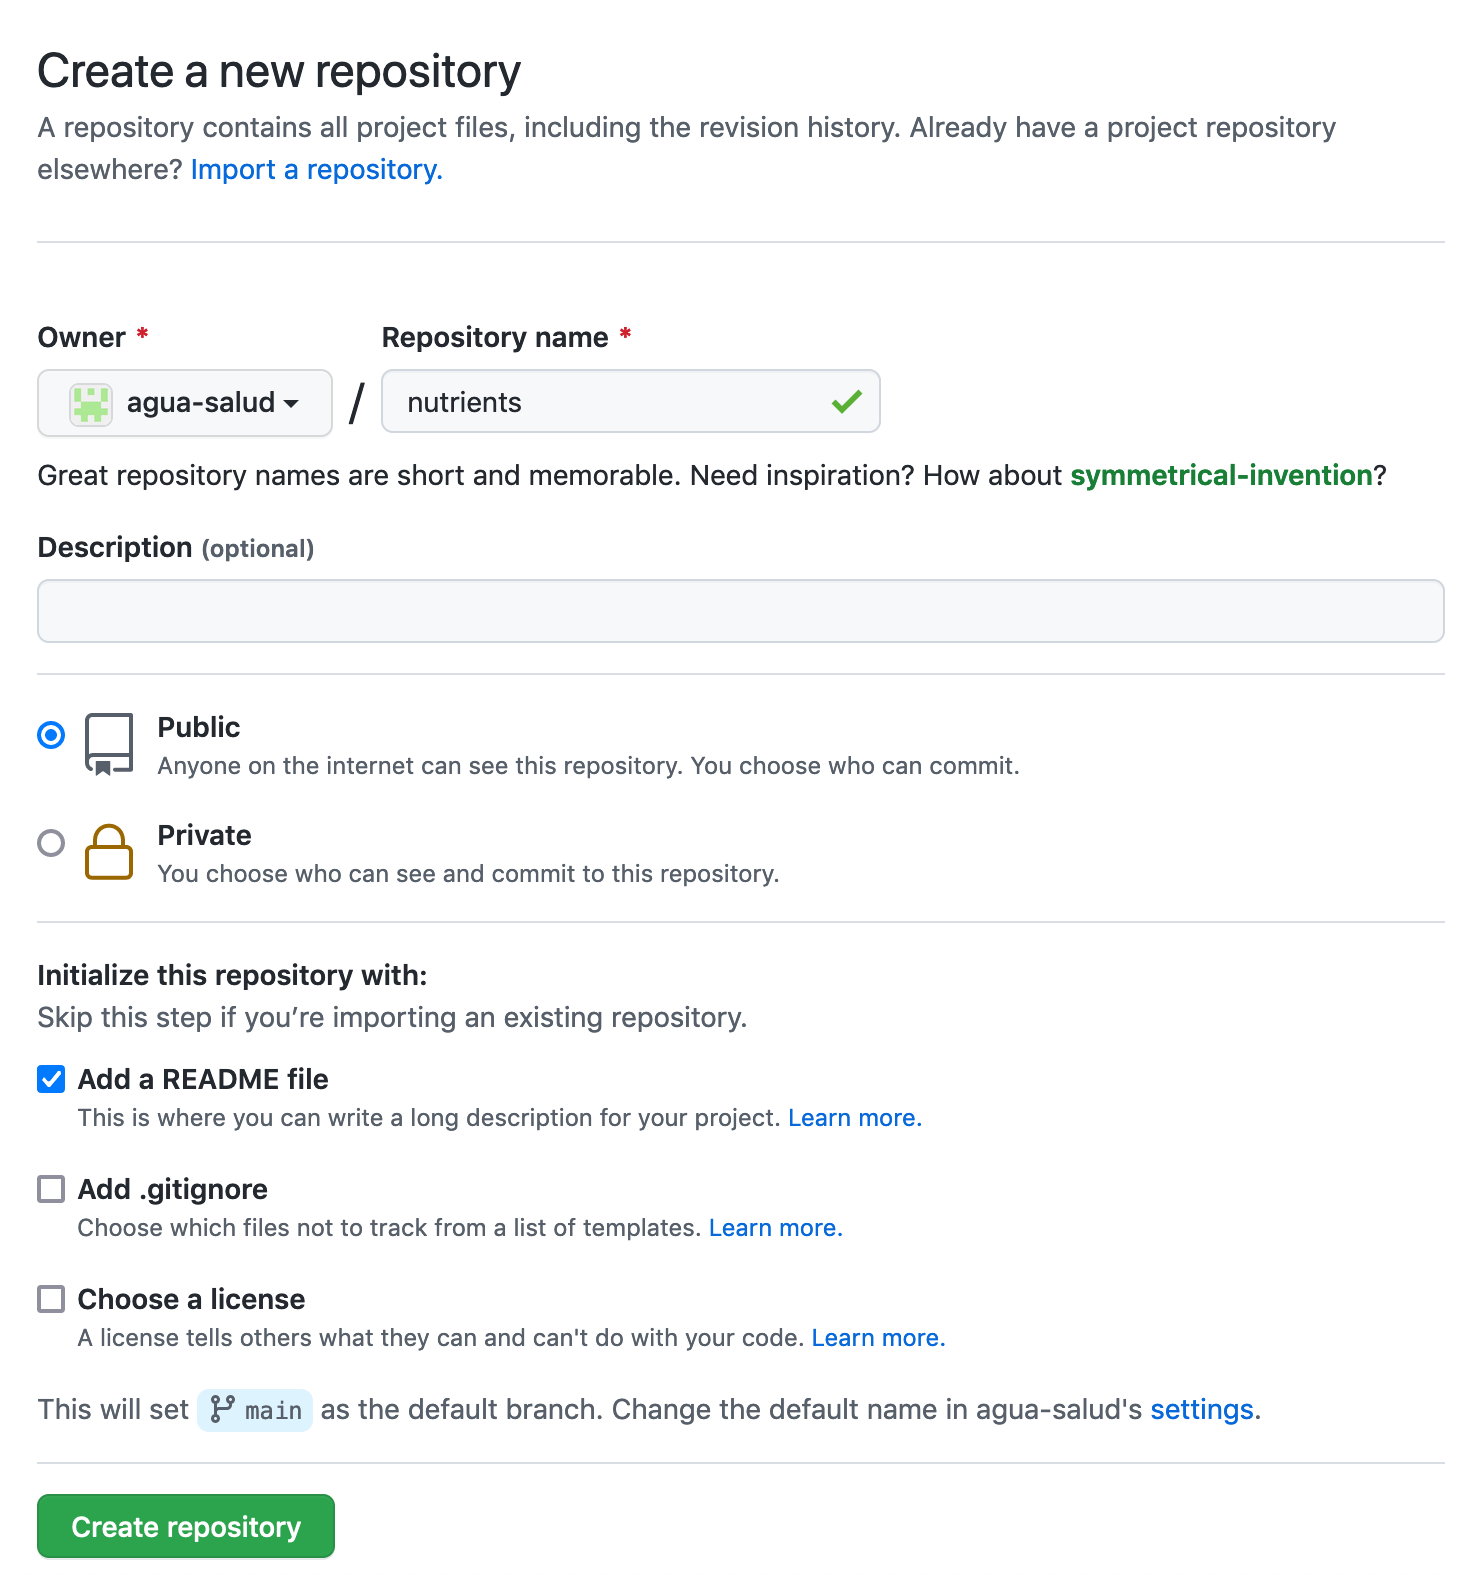 Create a new repository
A repository contains all project files, including the revision history. Already have a project repository
elsewhere? Import a repository.
Owner *
Repository name *
agua-salud / nutrients
Great repository names are short and memorable. Need inspiration? How about symmetrical-invention?
Description (optional)
Public
Anyone on the internet can see this repository. You choose who can commit.
Private
You choose who can see and commit to this repository.
Initialize this repository with:
Skip this step if you’re importing an existing repository.
Add a README file
This is where you can write a long description for your project. Learn more.
Add .gitignore
Choose which files not to track from a list of templates. Learn more.
Choose a license
A license tells others what they can and can't do with your code. Learn more.
This will set main as the default branch. Change the default name in agua-salud's settings.
Create repository